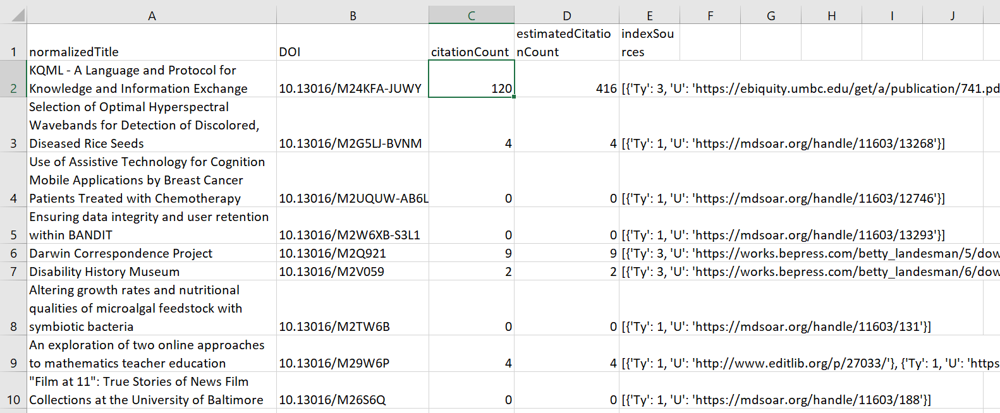 A B C D E F G H I J
estimatedCitatio indexSou
1 normalizedTitle DOI citationCount nCount rces
KQML - A Language and Protocol for
2 Knowledge and Information Exchange 10.13016/M24KFA-JUWY 120 416 [{'Ty': 3, 'U': 'https://ebiquity.umbc.edu/get/a/publication/741.pd
Selection of Optimal Hyperspectral
Wavebands for Detection of Discolored,
3 Diseased Rice Seeds 10.13016/M2G5LJ-BVNM 4 4 [{'Ty': 1, 'U': 'https://mdsoar.org/handle/11603/13268'}]
Use of Assistive Technology for Cognition
Mobile Applications by Breast Cancer
4 Patients Treated with Chemotherapy 10.13016/M2UQUW-AB6L 0 0 [{'Ty': 1, 'U': 'https://mdsoar.org/handle/11603/12746'}]
Ensuring data integrity and user retention
5 within BANDIT 10.13016/M2W6XB-S3L1 0 0 [{'Ty': 1, 'U': 'https://mdsoar.org/handle/11603/13293'}]
6 Darwin Correspondence Project 10.13016/M2Q921 9 9 [{'Ty': 3, 'U': 'https://works.bepress.com/betty_landesman/5/dow
7 Disability History Museum 10.13016/M2V059 2 2 [{'Ty': 3, 'U': 'https://works.bepress.com/betty_landesman/6/dow
Altering growth rates and nutritional
qualities of microalgal feedstock with
8 symbiotic bacteria 10.13016/M2TW6B 0 0 [{'Ty': 1, 'U': 'https://mdsoar.org/handle/11603/131'}]
An exploration of two online approaches
9 to mathematics teacher education 10.13016/M29W6P 4 4 [{'Ty': 1, 'U': 'http://www.editlib.org/p/27033/'}, {'Ty': 1, 'U': 'https
"Film at 11": True Stories of News Film
10 Collections at the University of Baltimore 10.13016/M26S6Q 0 0 [{'Ty': 1, 'U': 'https://mdsoar.org/handle/11603/188'}]